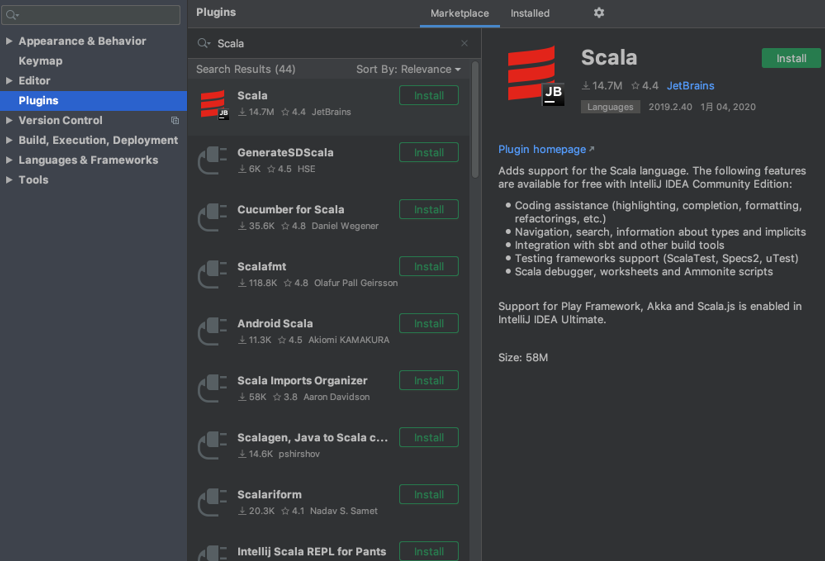 Plugins
Marketplace
Installed
Appearance & Behavior
Keymap
Editor
Plugins
Version Control
Build, Execution, Deployment
Languages & Frameworks
Tools
Scala
Search Results (44)
Sort By: Relevance
Scala
Install
14.7M 4.4 JetBrains
GenerateSDScala
Install
6K 4.5 HSE
Cucumber for Scala
Install
35.6K 4.8 Daniel Wegener
Scalafmt
Install
118.8K 4.8 Olafur Pall Geirsson
Android Scala
Install
11.3K 4.5 Akiomi KAMAKURA
Scala Imports Organizer
Install
58K 3.8 Aaron Davidson
Scalagen, Java to Scala c...
Install
14.6K pshirshov
Scalariform
Install
20.3K 4.1 Nadav S. Samet
Intellij Scala REPL for Pants
Install
JB
JB
Scala
Install
14.7M 4.4 JetBrains
Languages 2019.2.40 1月 04, 2020
Plugin homepage
Adds support for the Scala language. The following features
are available for free with IntelliJ IDEA Community Edition:
• Coding assistance (highlighting, completion, formatting,
refactorings, etc.)
• Navigation, search, information about types and implicits
• Integration with sbt and other build tools
• Testing frameworks support (ScalaTest, Specs2, uTest)
• Scala debugger, worksheets and Ammonite scripts
Support for Play Framework, Akka and Scala.js is enabled in
IntelliJ IDEA Ultimate.
Size: 58M